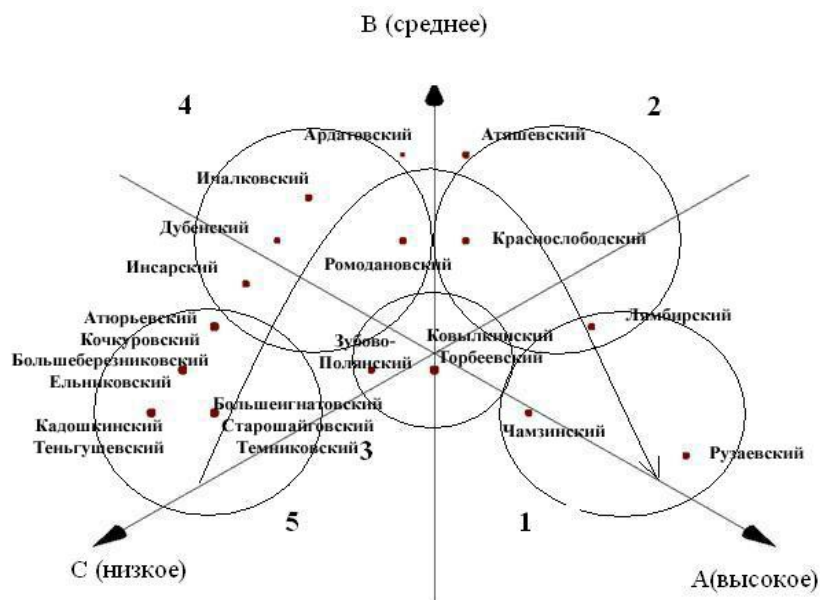 В (среднее)
4
2
Ардатовский
Атяшевский
Ичалковский
Дубенский
Ромодановский
Краснослободский
Инсарский
Атюрьевский
Кочкуровский
Большеберезниковский
Ельниковский
Зубово-
Полянский
Ковылкинский
Торбеевский
Лямбирский
Кадошкинский
Теньгушевский
Большеигнатовский
Старошайговский
Темниковский
3
Чамзинский
Рузаевский
5
1
С (низкое)
А(высокое)